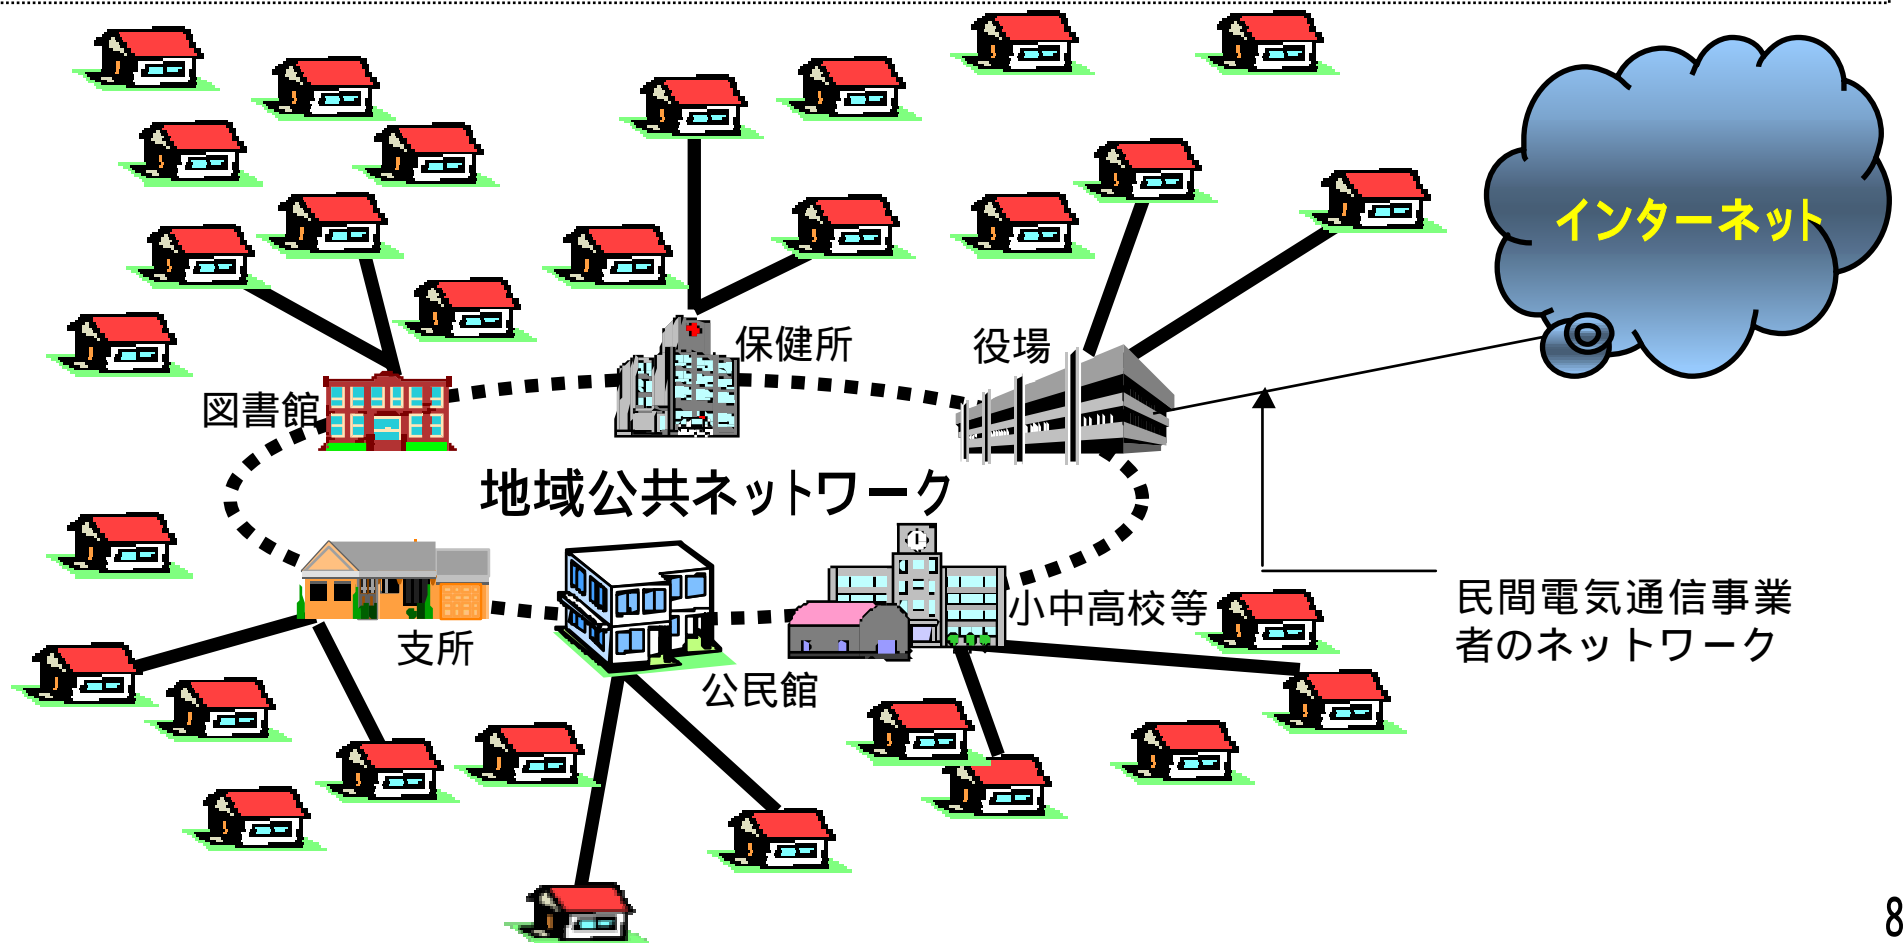 インターネット
保健所
役場
図書館
地域公共ネットワーク
小中高校等
民間電気通信事業
者のネットワーク
支所
公民館
8